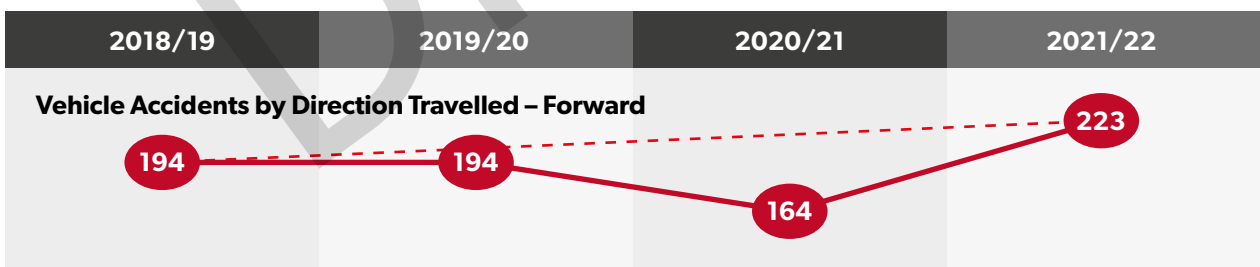 2018/19 2019/20 2020/21 2021/22
Vehicle Accidents by Direction Travelled – Forward
194 194 164 223